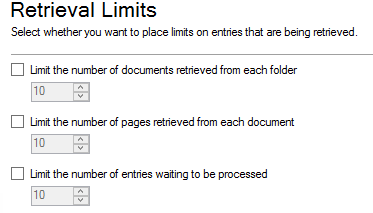 Retrieval Limits
Select whether you want to place limits on entries that are being retrieved.
Limit the number of documents retrieved from each folder
10
Limit the number of pages retrieved from each document
10
Limit the number of entries waiting to be processed
10